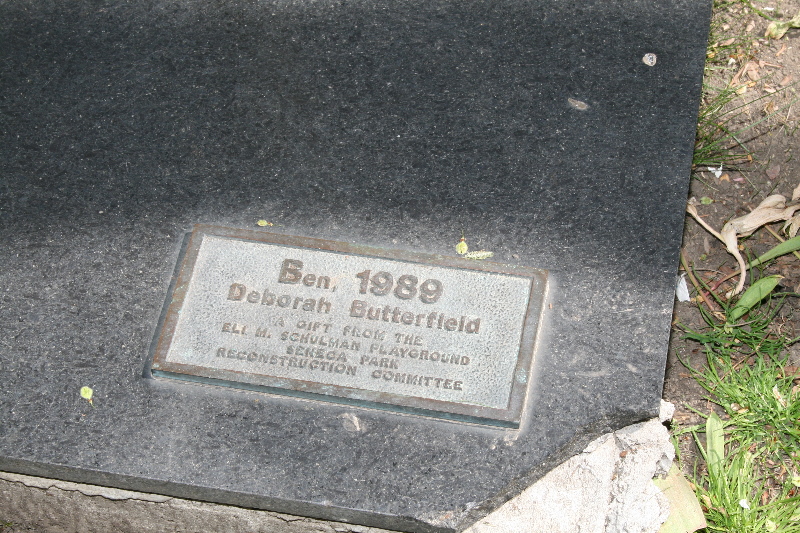 Ben, 1989
Deborah Butterfield
A GIFT FROM THE
ELI M. SCHULMAN PLAYGROUND
SENECA PARK
RECONSTRUCTION COMMITTEE